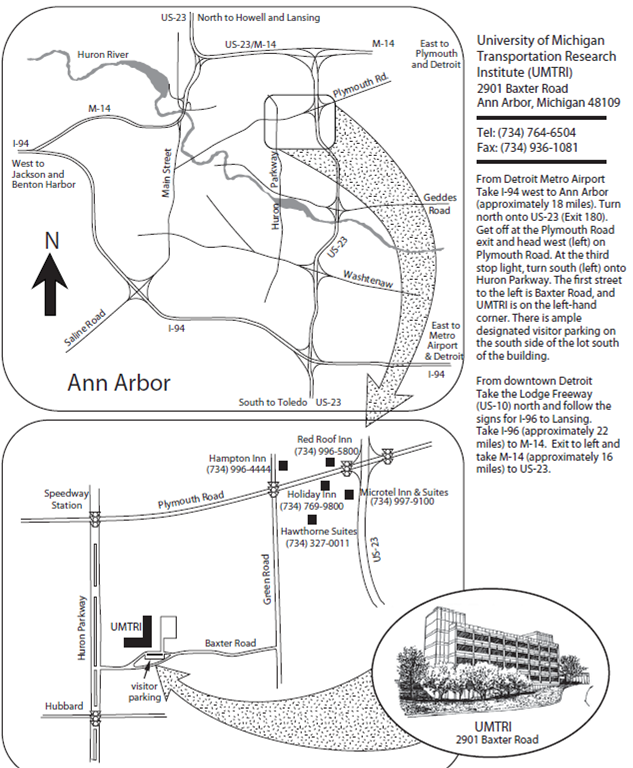 US-23
North to Howell and Lansing
US-23/M-14
M-14
East to
Plymouth
and Detroit
Huron River
Plymouth Rd.
M-14
I-94
West to
Jackson and
Benton Harbor
Main Street
Huron Parkway
Geddes
Road
US-23
N
Washtenaw
Saline Road
I-94
East to
Metro
Airport
& Detroit
I-94
Ann Arbor
South to Toledo
US-23
University of Michigan
Transportation Research
Institute (UMTRI)
2901 Baxter Road
Ann Arbor, Michigan 48109
Tel: (734) 764-6504
Fax: (734) 936-1081
From Detroit Metro Airport
Take I-94 west to Ann Arbor
(approximately 18 miles). Turn
north onto US-23 (Exit 180).
Get off at the Plymouth Road
exit and head west (left) on
Plymouth Road. At the third
stop light, turn south (left) onto
Huron Parkway. The first street
to the left is Baxter Road, and
UMTRI is on the left-hand
corner. There is ample
designated visitor parking on
the south side of the lot south
of the building.
From downtown Detroit
Take the Lodge Freeway
(US-10) north and follow the
signs for I-96 to Lansing.
Take I-96 (approximately 22
miles) to M-14.  Exit to left and
take M-14 (approximately 16
miles) to US-23.
Red Roof Inn
(734) 996-5800
Hampton Inn
(734) 996-4444
Speedway
Station
Plymouth Road
Holiday Inn
(734) 769-9800
Microtel Inn & Suites
(734) 997-9100
Hawthorne Suites
(734) 327-0011
US-23
Green Road
Huron Parkway
UMTRI
Baxter Road
visitor
parking
Hubbard
UMTRI
2901 Baxter Road